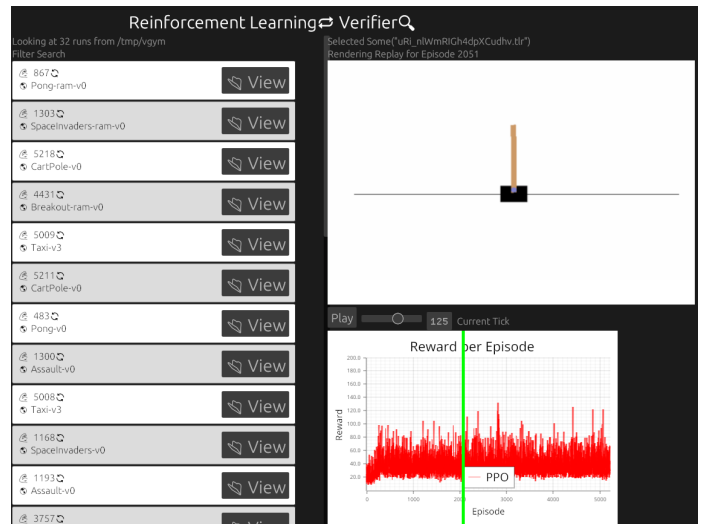 Reinforcement Learning Verifier
Looking at 32 runs from /tmp/vgym
Filter Search
867
Pong-ram-v0
View
1303
SpaceInvaders-ram-v0
View
5218
CartPole-v0
View
4431
Breakout-ram-v0
View
5009
Taxi-v3
View
5211
CartPole-v0
View
483
Pong-v0
View
1300
Assault-v0
View
5008
Taxi-v3
View
1168
SpaceInvaders-v0
View
1193
Assault-v0
View
3757
View
Selected Some("uRi_nlWmRIGh4dpXCudhv.tlr")
Rendering Replay for Episode 2051
Play 125 Current Tick
Reward per Episode
200.0
180.0
160.0
140.0
120.0
100.0
80.0
60.0
40.0
20.0
Reward
PPO
0 1000 2000 3000 4000 5000
Episode